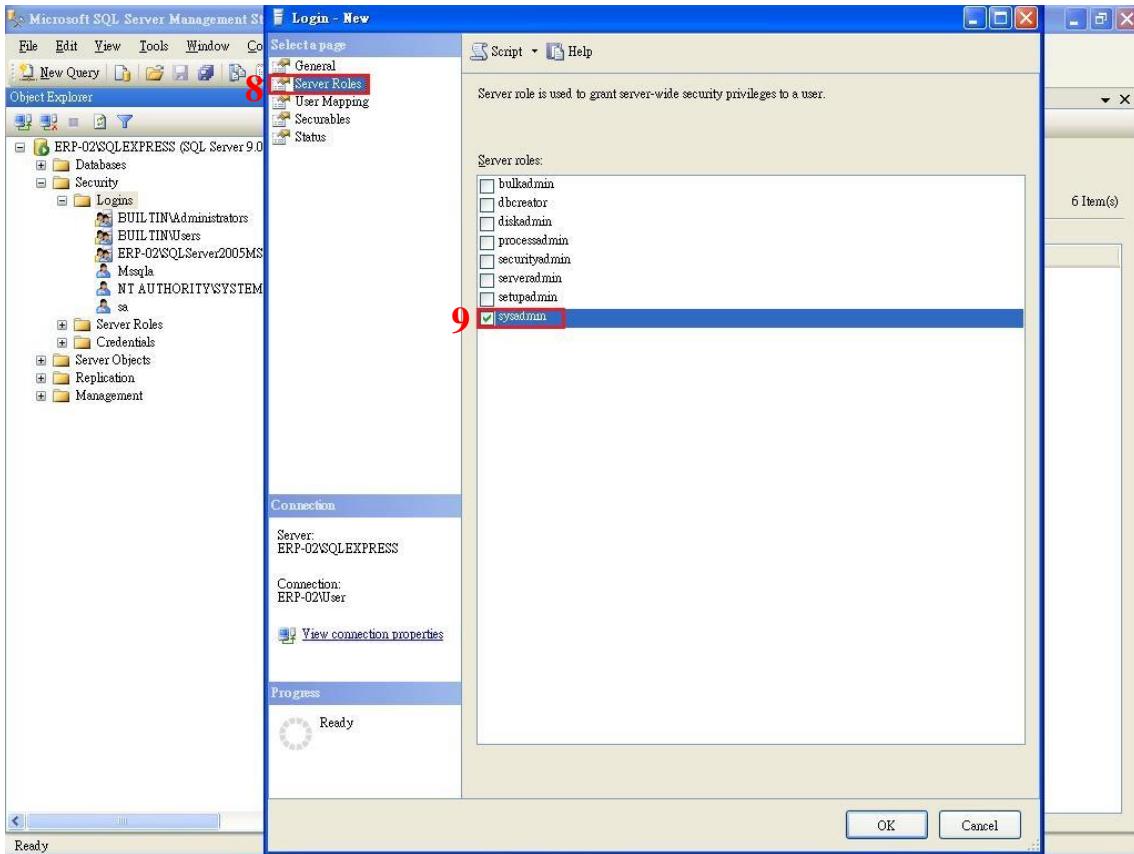 Microsoft SQL Server Management St
File Edit View Tools Window Co
New Query
Object Explorer
ERP-02\SQLEXPRESS (SQL Server 9.0
Databases
Security
Logins
BUILTIN\Administrators
BUILTIN\Users
ERP-02\SQLServer2005MS
Mssqla
NT AUTHORITY\SYSTEM
sa
Server Roles
Credentials
Server Objects
Replication
Management
Ready
Login - New
Select a page
General
8 Server Roles
User Mapping
Securables
Status
Connection
Server:
ERP-02\SQLEXPRESS
Connection:
ERP-02\User
View connection properties
Progress
Ready
Script Help
Server role is used to grant server-wide security privileges to a user.
Server roles:
bulkadmin
dbcreator
diskadmin
processadmin
securityadmin
serveradmin
setupadmin
9 sysadmin
OK Cancel
6 Item(s)